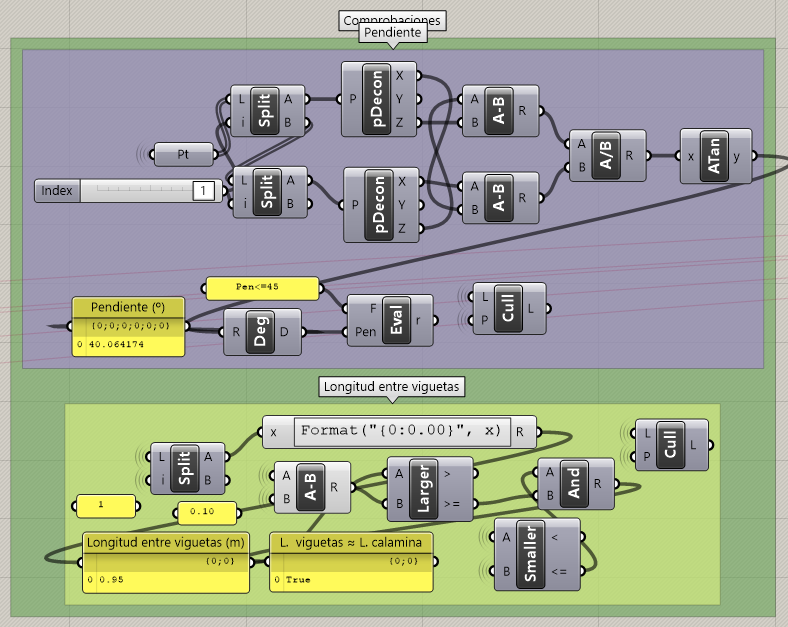 Comprobaciones
Pendiente
L A
i B
Split
P X
Y
Z
pDecon
A
B
R
A-B
Pt
Index 1
L A
i B
Split
P X
Y
Z
pDecon
A
B
R
A-B
A
B
R
A/B
x y
ATan
Pen<=45
Pendiente (º)
{0;0;0;0;0;0}
0 40.064174
R D
Deg
F
Pen
r
Eval
L
P
L
Cull
Longitud entre viguetas
x Format("{0:0.00}", x) R
L A
i B
Split
A
B
R
A-B
A >
B >=
Larger
A
B
R
And
L
P
L
Cull
1
0.10
Longitud entre viguetas (m)
{0;0}
0 0.95
L. viguetas ≈ L. calamina
{0;0}
0 True
A <
B <=
Smaller